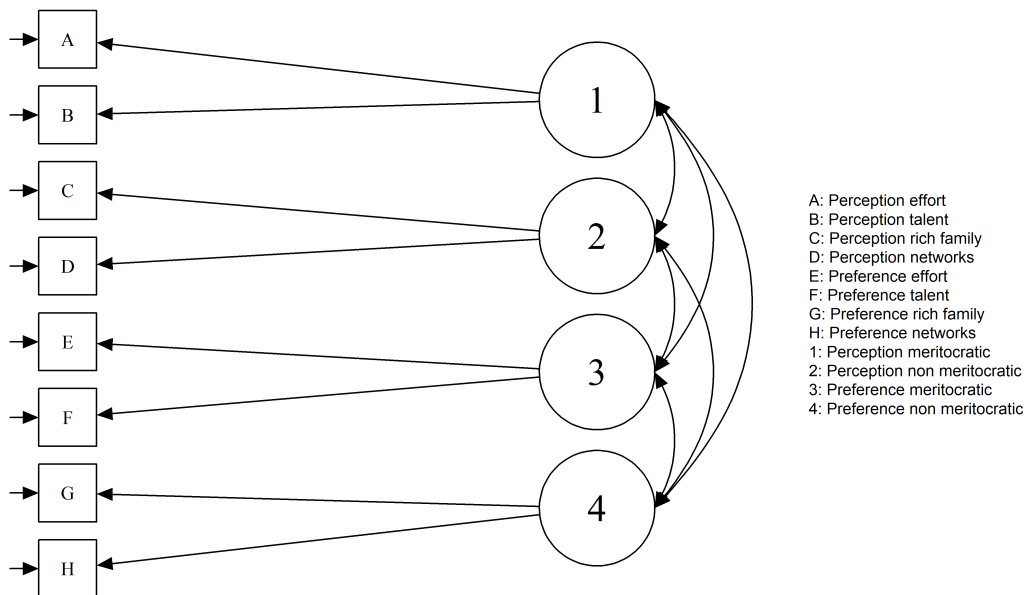 A
B
C
D
E
F
G
H
1
2
3
4
A: Perception effort
B: Perception talent
C: Perception rich family
D: Perception networks
E: Preference effort
F: Preference talent
G: Preference rich family
H: Preference networks
1: Perception meritocratic
2: Perception non meritocratic
3: Preference meritocratic
4: Preference non meritocratic